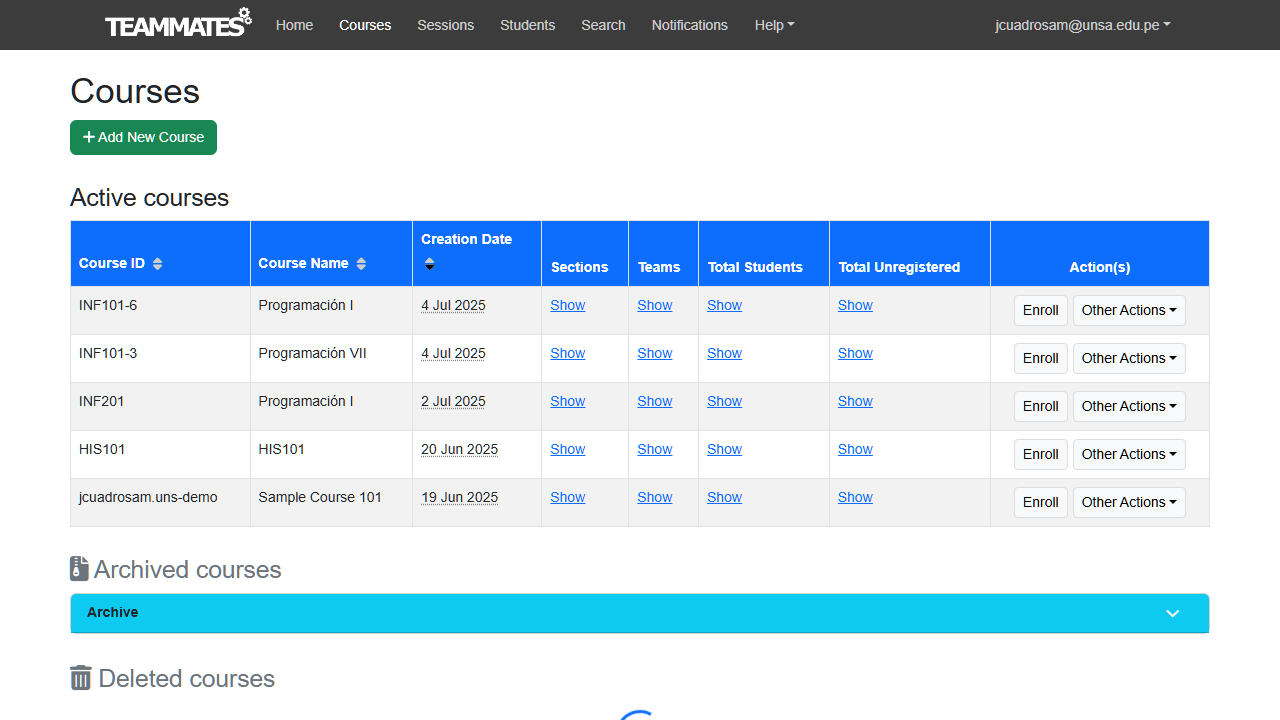 TEAMMATES Home Courses Sessions Students Search Notifications Help jcuadrosam@unsa.edu.pe
Courses
Add New Course
Active courses
Course ID Course Name Creation Date Sections Teams Total Students Total Unregistered Action(s)
INF101-6 Programación I 4 Jul 2025 Show Show Show Show Enroll Other Actions
INF101-3 Programación VII 4 Jul 2025 Show Show Show Show Enroll Other Actions
INF201 Programación I 2 Jul 2025 Show Show Show Show Enroll Other Actions
HIS101 HIS101 20 Jun 2025 Show Show Show Show Enroll Other Actions
jcuadrosam.uns-demo Sample Course 101 19 Jun 2025 Show Show Show Show Enroll Other Actions
Archived courses
Archive
Deleted courses